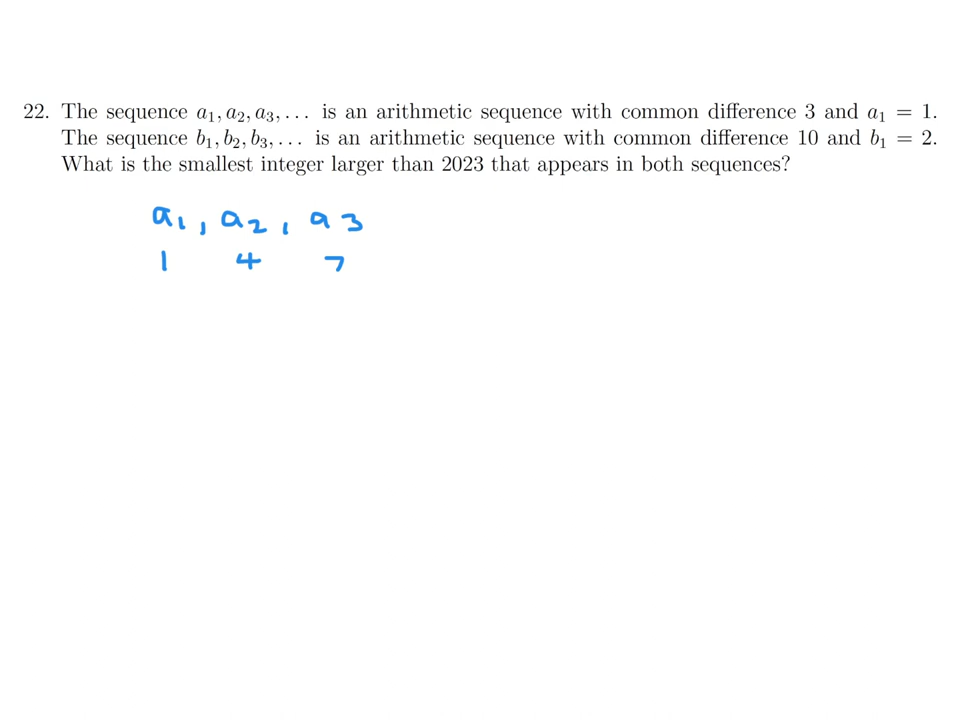 22. The sequence a₁, a₂, a₃, . . . is an arithmetic sequence with common difference 3 and a₁ = 1.
The sequence b₁, b₂, b₃, . . . is an arithmetic sequence with common difference 10 and b₁ = 2.
What is the smallest integer larger than 2023 that appears in both sequences?
a₁, a₂, a₃
1 4 7